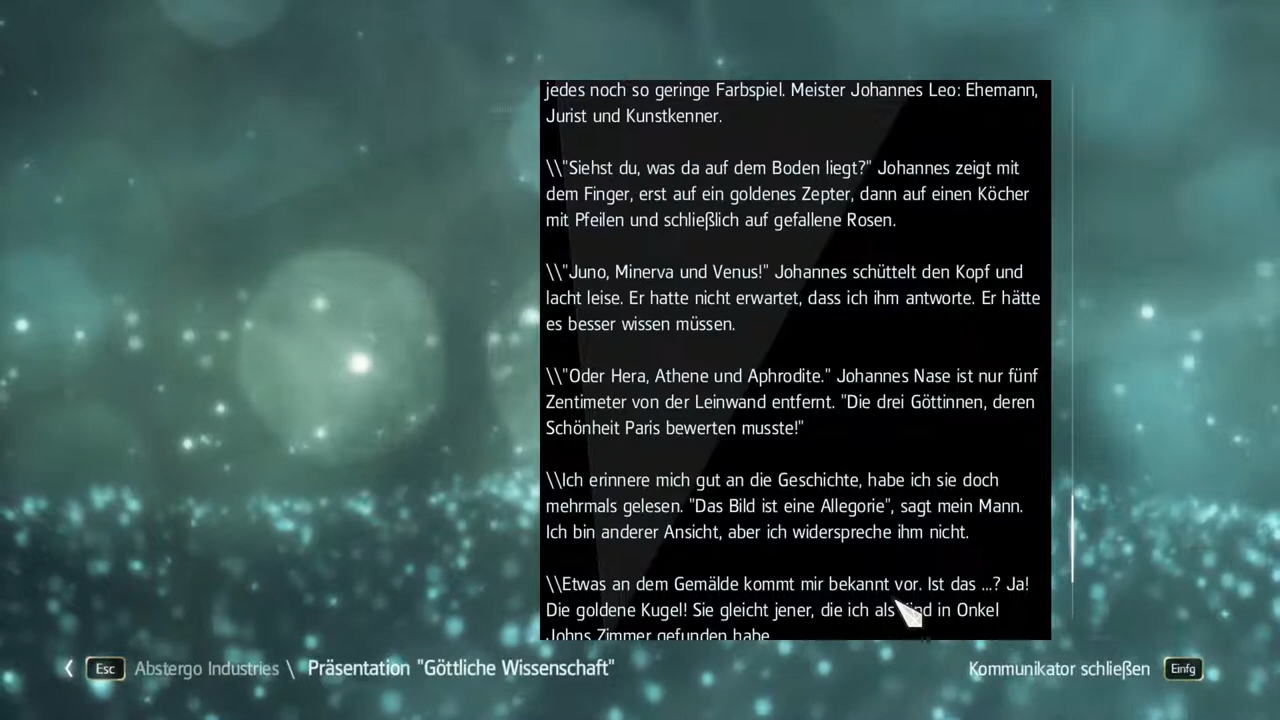 jedes noch so geringe Farbspiel. Meister Johannes Leo: Ehemann,
Jurist und Kunstkenner.
\\"Siehst du, was da auf dem Boden liegt?" Johannes zeigt mit
dem Finger, erst auf ein goldenes Zepter, dann auf einen Köcher
mit Pfeilen und schließlich auf gefallene Rosen.
\\"Juno, Minerva und Venus!" Johannes schüttelt den Kopf und
lacht leise. Er hatte nicht erwartet, dass ich ihm antworte. Er hätte
es besser wissen müssen.
\\"Oder Hera, Athene und Aphrodite." Johannes Nase ist nur fünf
Zentimeter von der Leinwand entfernt. "Die drei Göttinnen, deren
Schönheit Paris bewerten musste!"
\\Ich erinnere mich gut an die Geschichte, habe ich sie doch
mehrmals gelesen. "Das Bild ist eine Allegorie", sagt mein Mann.
Ich bin anderer Ansicht, aber ich widerspreche ihm nicht.
\\Etwas an dem Gemälde kommt mir bekannt vor. Ist das ...? Ja!
Die goldene Kugel! Sie gleicht jener, die ich als in Onkel
Johns Zimmer gefunden habe
Esc Abstergo Industries \ Präsentation "Göttliche Wissenschaft"
Kommunikator schließen Einfg